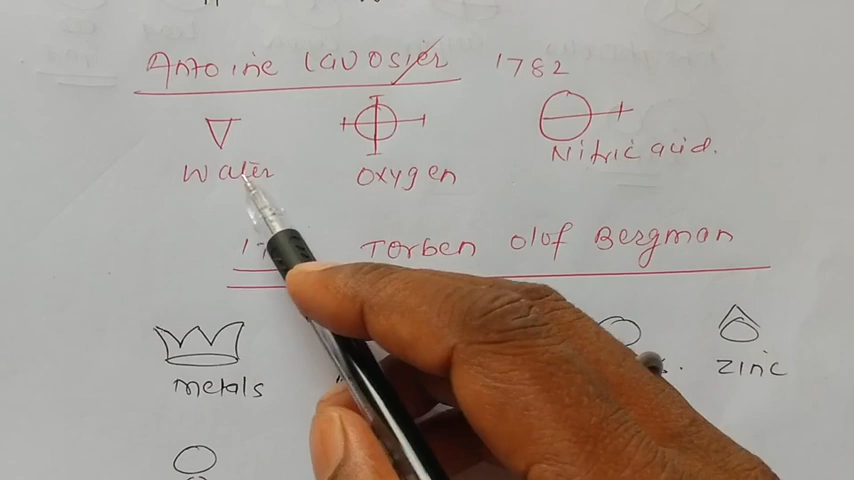 Antoine Lavosier 1782
Water Oxygen Nitric acid.
Torben Olof Bergman
metals zinc